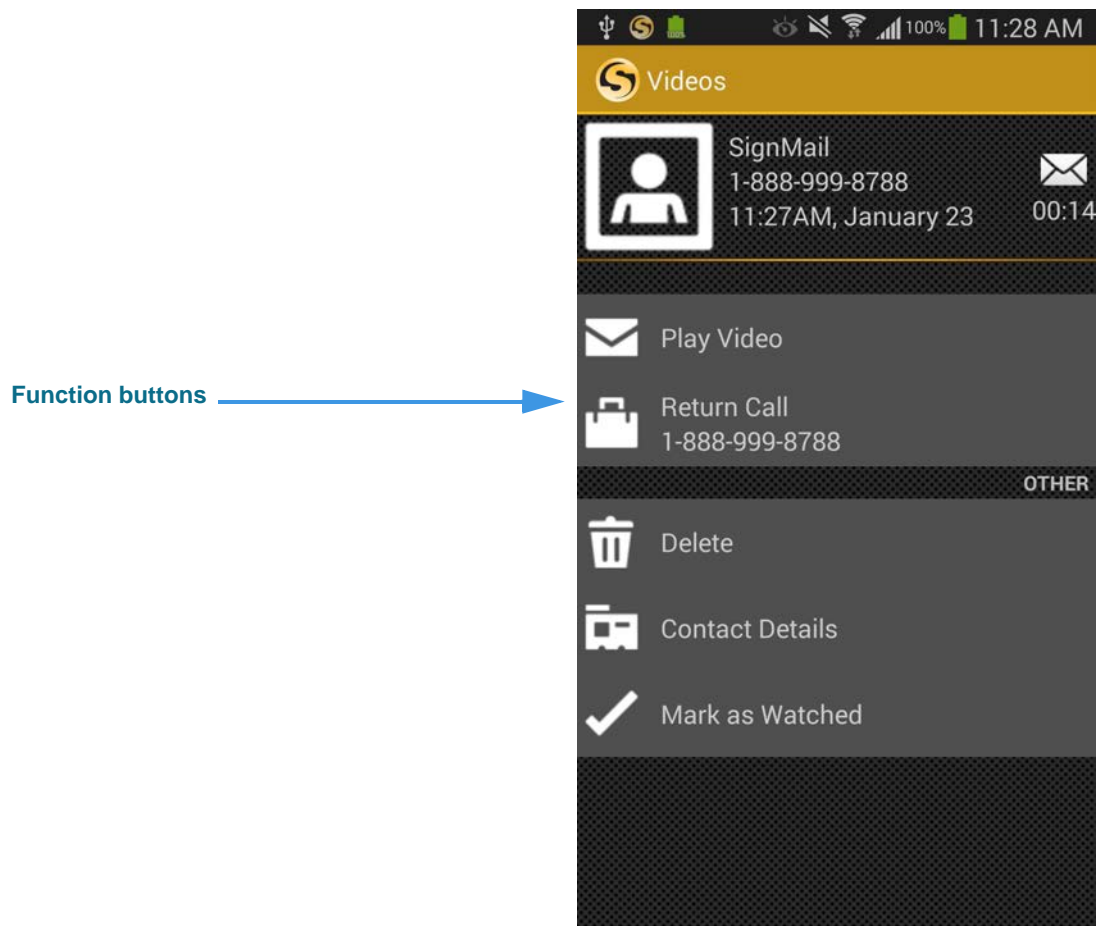 100% 100% 11:28 AM
Videos
SignMail
1-888-999-8788
11:27AM, January 23
00:14
Play Video
Function buttons
Return Call
1-888-999-8788
OTHER
Delete
Contact Details
Mark as Watched